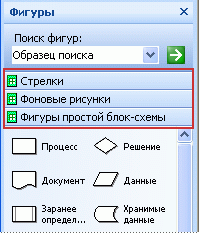 Фигуры
Поиск фигур:
Образец поиска
Стрелки
Фоновые рисунки
Фигуры простой блок-схемы
Процесс
Решение
Документ
Данные
Заранее определ...
Хранимые данные